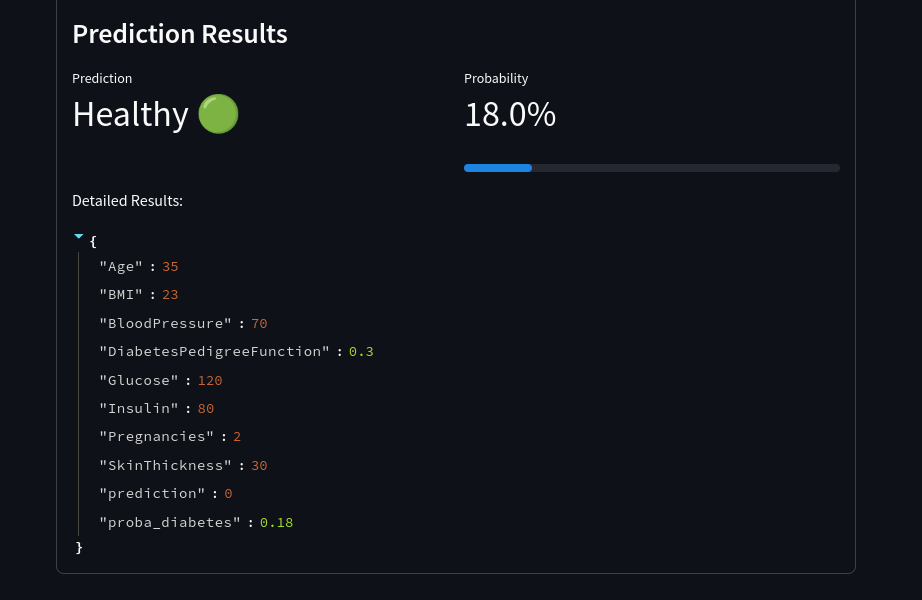 Prediction Results
Prediction
Probability
Healthy
18.0%
Detailed Results:
{
"Age" : 35
"BMI" : 23
"BloodPressure" : 70
"DiabetesPedigreeFunction" : 0.3
"Glucose" : 120
"Insulin" : 80
"Pregnancies" : 2
"SkinThickness" : 30
"prediction" : 0
"proba_diabetes" : 0.18
}